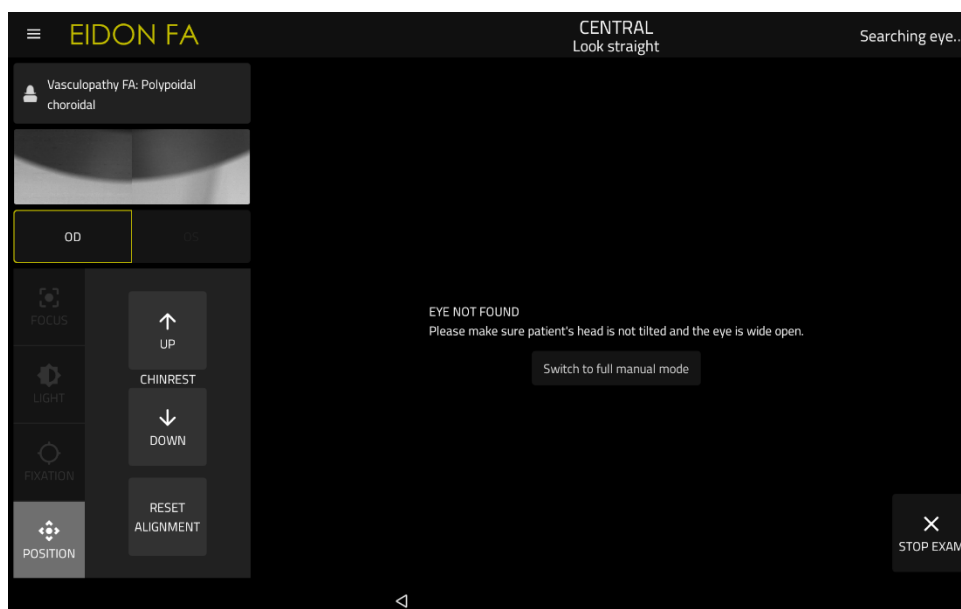 EIDON FA
CENTRAL
Look straight
Searching eye..
Vasculopathy FA: Polypoidal
choroidal
OD
OS
FOCUS
LIGHT
FIXATION
POSITION
UP
CHINREST
DOWN
RESET
ALIGNMENT
EYE NOT FOUND
Please make sure patient's head is not tilted and the eye is wide open.
Switch to full manual mode
STOP EXAM